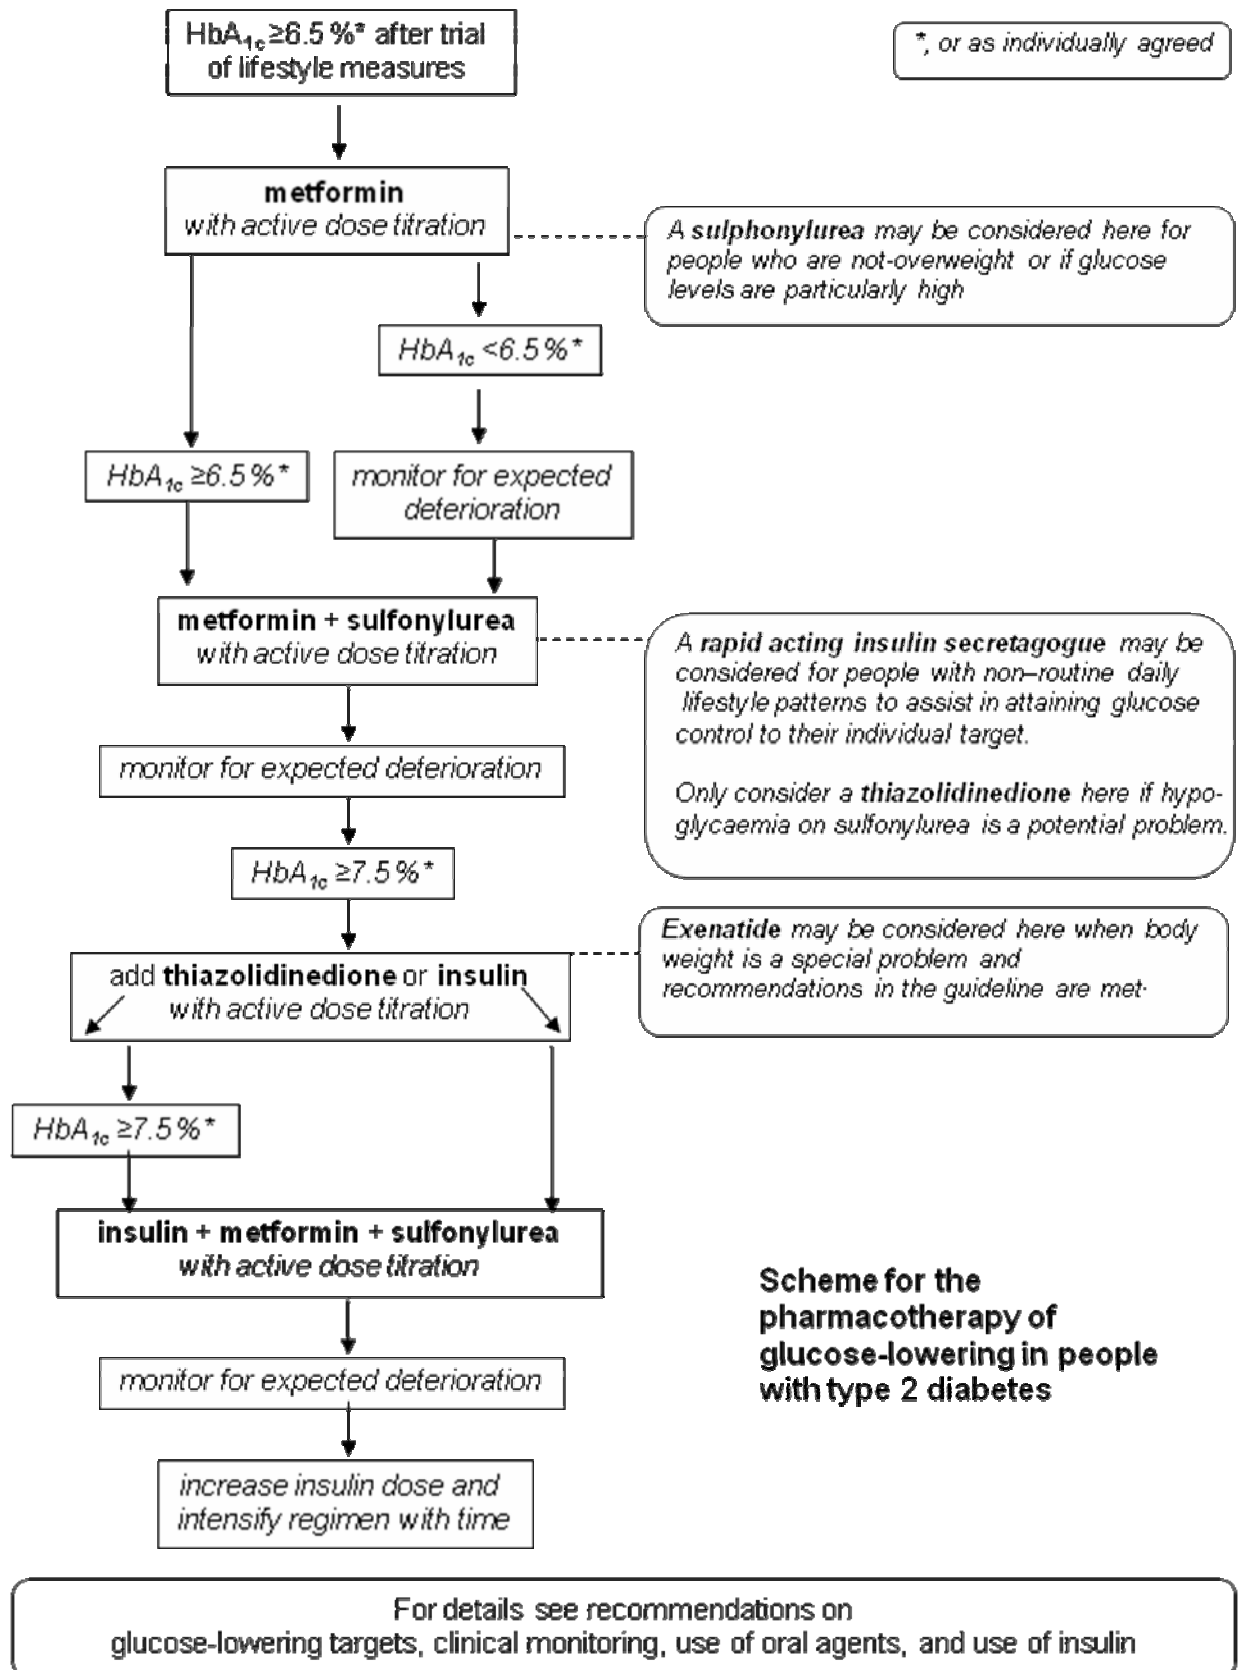 HbA1c ≥6.5 %* after trial
of lifestyle measures
*, or as individually agreed
metformin
with active dose titration
A sulphonylurea may be considered here for
people who are not-overweight or if glucose
levels are particularly high
HbA1c <6.5 %*
HbA1c ≥6.5 %*
monitor for expected
deterioration
metformin + sulfonylurea
with active dose titration
A rapid acting insulin secretagogue may be
considered for people with non–routine daily
lifestyle patterns to assist in attaining glucose
control to their individual target.
Only consider a thiazolidinedione here if hypo-
glycaemia on sulfonylurea is a potential problem.
monitor for expected deterioration
HbA1c ≥7.5 %*
Exenatide may be considered here when body
weight is a special problem and
recommendations in the guideline are met.
add thiazolidinedione or insulin
with active dose titration
HbA1c ≥7.5 %*
insulin + metformin + sulfonylurea
with active dose titration
Scheme for the
pharmacotherapy of
glucose-lowering in people
with type 2 diabetes
monitor for expected deterioration
increase insulin dose and
intensify regimen with time
For details see recommendations on
glucose-lowering targets, clinical monitoring, use of oral agents, and use of insulin